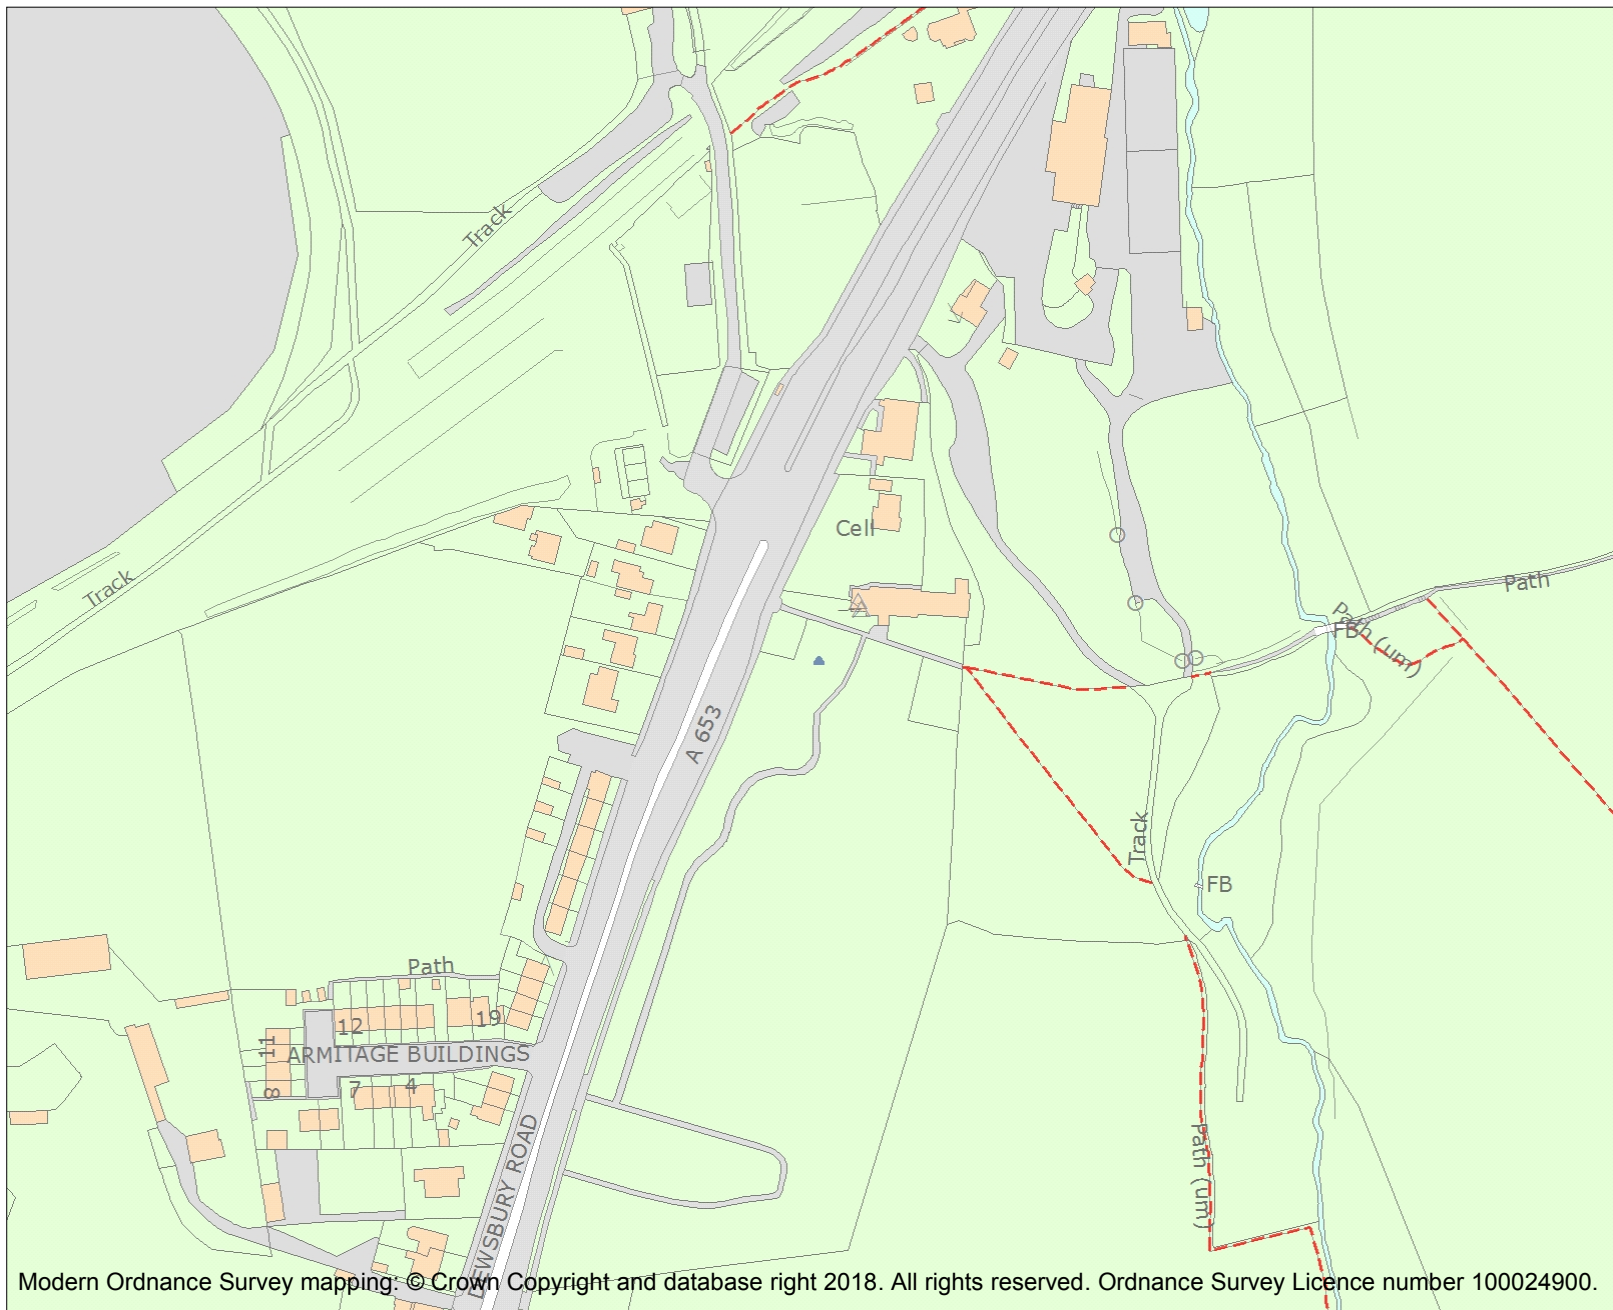 Track
Cell
Track
Path
Path (um)
FB
A 653
Track
FB
Path
12
19
11
ARMITAGE BUILDINGS
8
7
4
DEWSBURY ROAD
Path (um)
Modern Ordnance Survey mapping: © Crown Copyright and database right 2018. All rights reserved. Ordnance Survey Licence number 100024900.